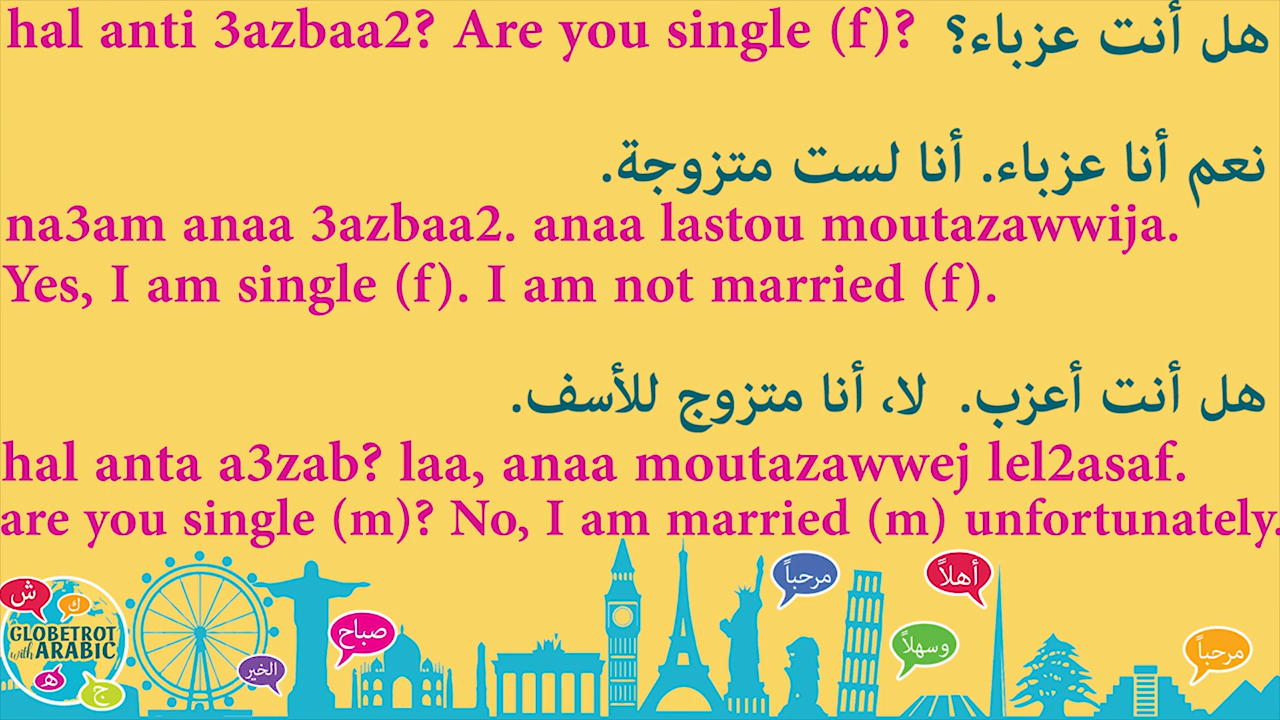 hal anti 3azbaa2? Are you single (f)? هل أنت عزباء؟
نعم أنا عزباء. أنا لست متزوجة.
na3am anaa 3azbaa2. anaa lastou moutazawwija.
Yes, I am single (f). I am not married (f).
هل أنت أعزب. لا، أنا متزوج للأسف.
hal anta a3zab? laa, anaa moutazawwej lel2asaf.
are you single (m)? No, I am married (m) unfortunately.
مرحباً
أهلاً
ش
ك
GLOBETROT
with ARABIC
ه
ج
صباح
الخير
وسهلاً
مرحباً